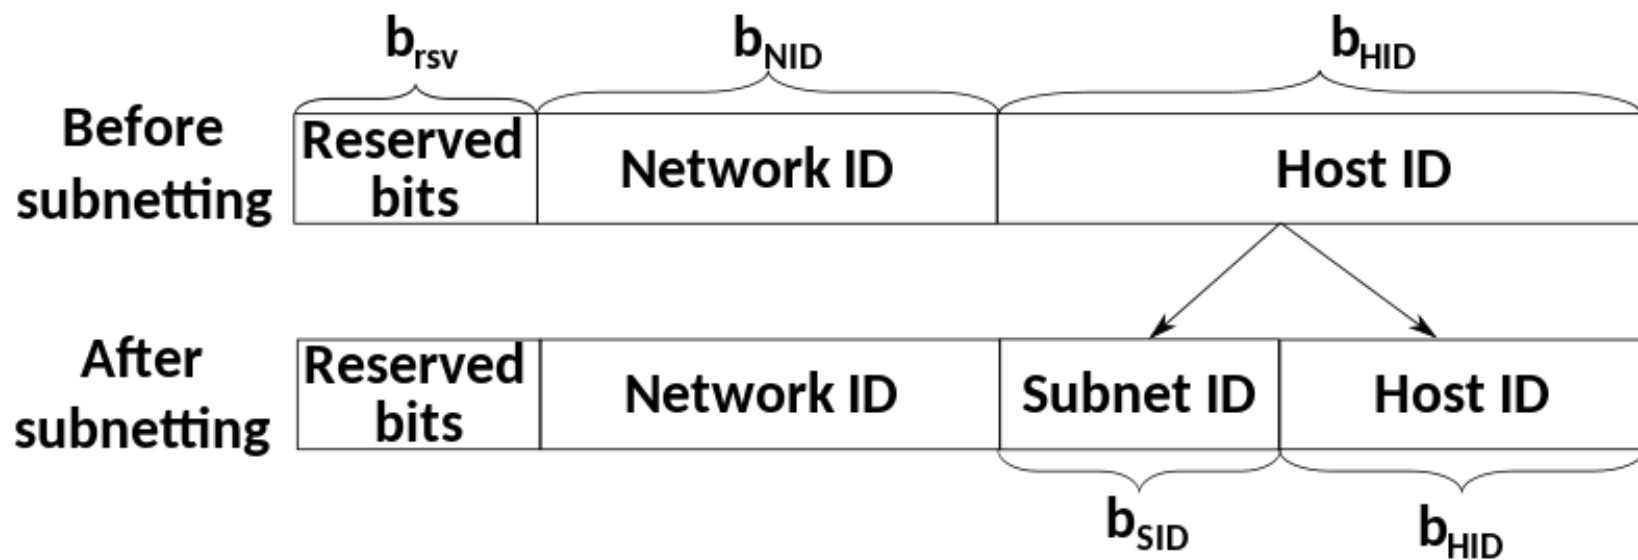 b_rsv b_NID b_HID
Before subnetting
Reserved bits
Network ID
Host ID
After subnetting
Reserved bits
Network ID
Subnet ID
Host ID
b_SID b_HID